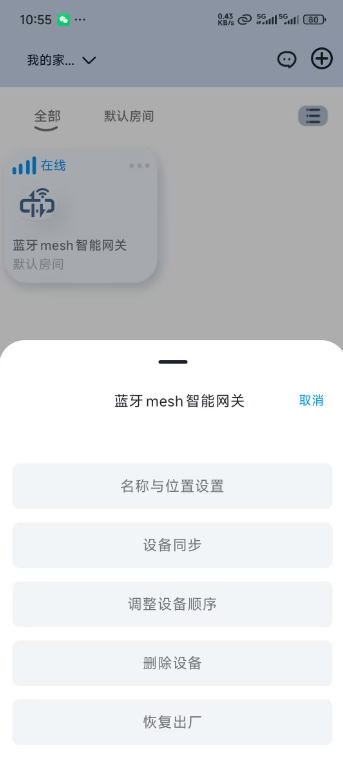 10:55
0.43
KB/s
5G
5G
60
我的家...
全部
默认房间
在线
蓝牙mesh智能网关
默认房间
蓝牙mesh智能网关
取消
名称与位置设置
设备同步
调整设备顺序
删除设备
恢复出厂